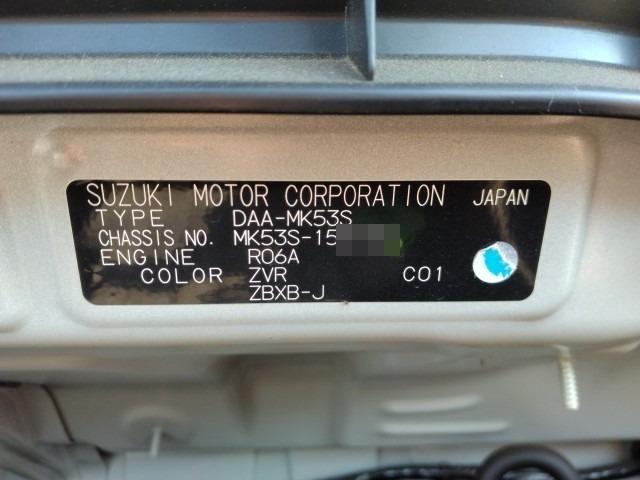 SUZUKI MOTOR CORPORATION JAPAN
TYPE DAA-MK53S
CHASSIS NO. MK53S-15
ENGINE R06A
COLOR ZVR C01
ZBXB-J